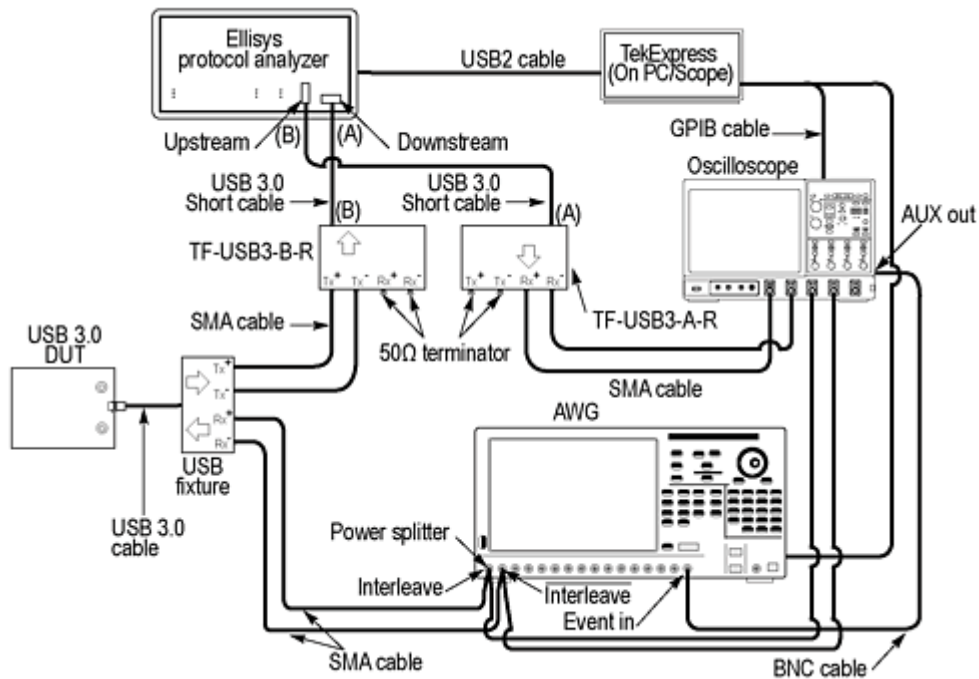 Ellisys
protocol analyzer
USB2 cable
TekExpress
(On PC/Scope)
Upstream
(B)
(A)
Downstream
GPIB cable
Oscilloscope
USB 3.0
Short cable
(B)
USB 3.0
Short cable
(A)
AUX out
TF-USB3-B-R
Tx+ Tx- Rx+ Rx-
Tx+ Tx- Rx+ Rx-
TF-USB3-A-R
SMA cable
50Ω terminator
SMA cable
USB 3.0
DUT
Tx+
Tx-
Rx+
Rx-
USB
fixture
USB 3.0
cable
AWG
Power splitter
Interleave
Interleave
Event in
SMA cable
BNC cable